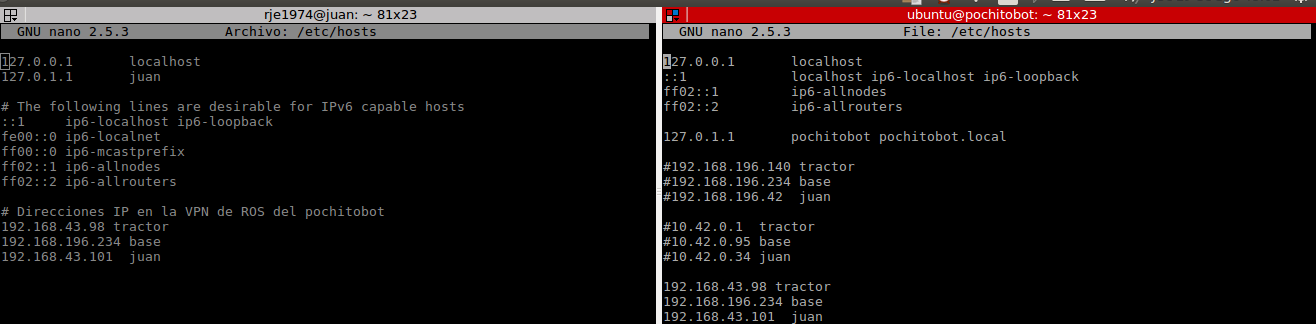 rje1974@juan: ~ 81x23
GNU nano 2.5.3 Archivo: /etc/hosts
127.0.0.1 localhost
127.0.1.1 juan
# The following lines are desirable for IPv6 capable hosts
::1 ip6-localhost ip6-loopback
fe00::0 ip6-localnet
ff00::0 ip6-mcastprefix
ff02::1 ip6-allnodes
ff02::2 ip6-allrouters
# Direcciones IP en la VPN de ROS del pochitobot
192.168.43.98 tractor
192.168.196.234 base
192.168.43.101 juan
ubuntu@pochitobot: ~ 81x23
GNU nano 2.5.3 File: /etc/hosts
127.0.0.1 localhost
::1 localhost ip6-localhost ip6-loopback
ff02::1 ip6-allnodes
ff02::2 ip6-allrouters
127.0.1.1 pochitobot pochitobot.local
#192.168.196.140 tractor
#192.168.196.234 base
#192.168.196.42 juan
#10.42.0.1 tractor
#10.42.0.95 base
#10.42.0.34 juan
192.168.43.98 tractor
192.168.196.234 base
192.168.43.101 juan